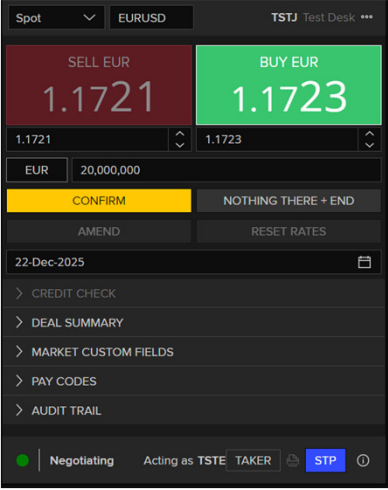 Spot EURUSD TSTJ Test Desk •••
SELL EUR BUY EUR
1.1721 1.1723
1.1721 1.1723
EUR 20,000,000
CONFIRM NOTHING THERE + END
AMEND RESET RATES
22-Dec-2025
CREDIT CHECK
DEAL SUMMARY
MARKET CUSTOM FIELDS
PAY CODES
AUDIT TRAIL
Negotiating Acting as TSTE TAKER STP